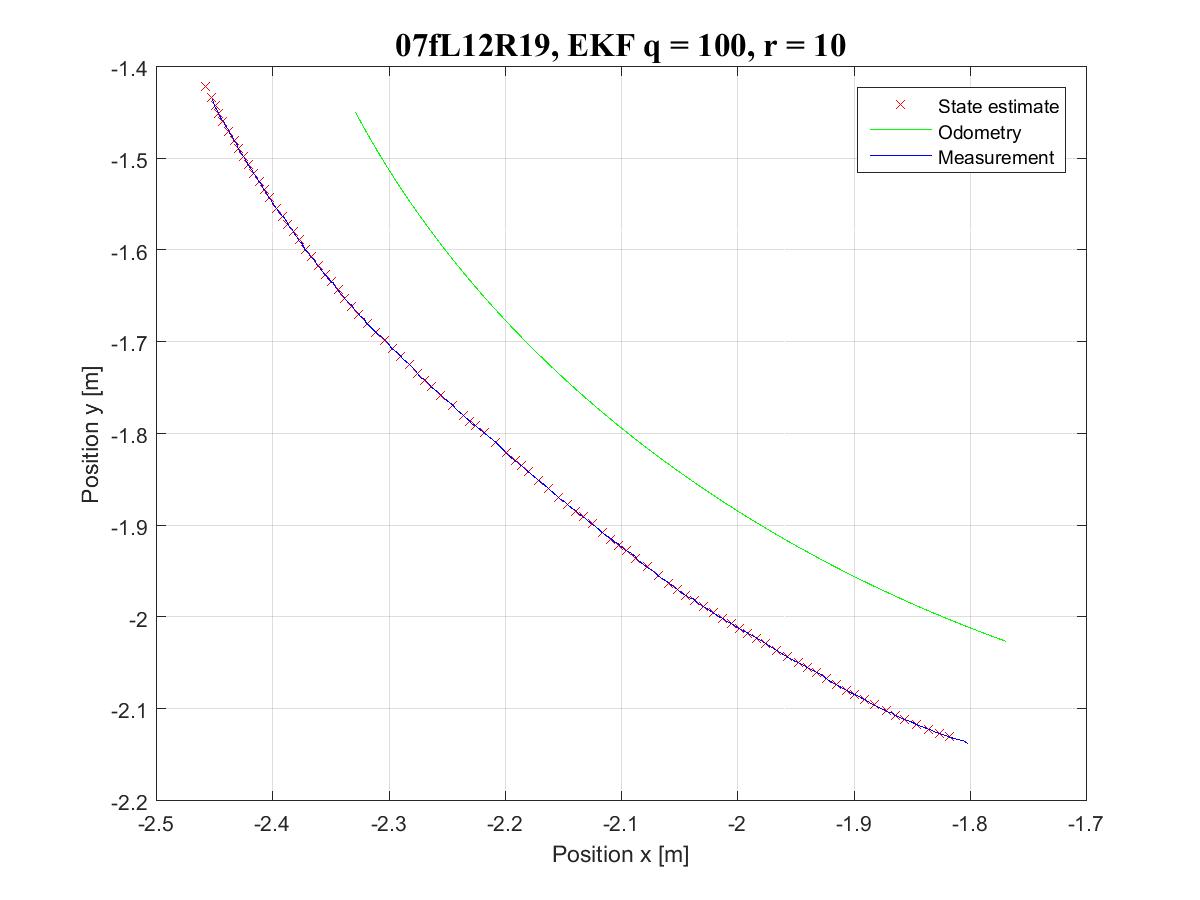 07fL12R19, EKF q = 100, r = 10
State estimate
Odometry
Measurement
-1.4
-1.5
-1.6
-1.7
-1.8
-1.9
-2
-2.1
-2.2
Position y [m]
-2.5 -2.4 -2.3 -2.2 -2.1 -2 -1.9 -1.8 -1.7
Position x [m]